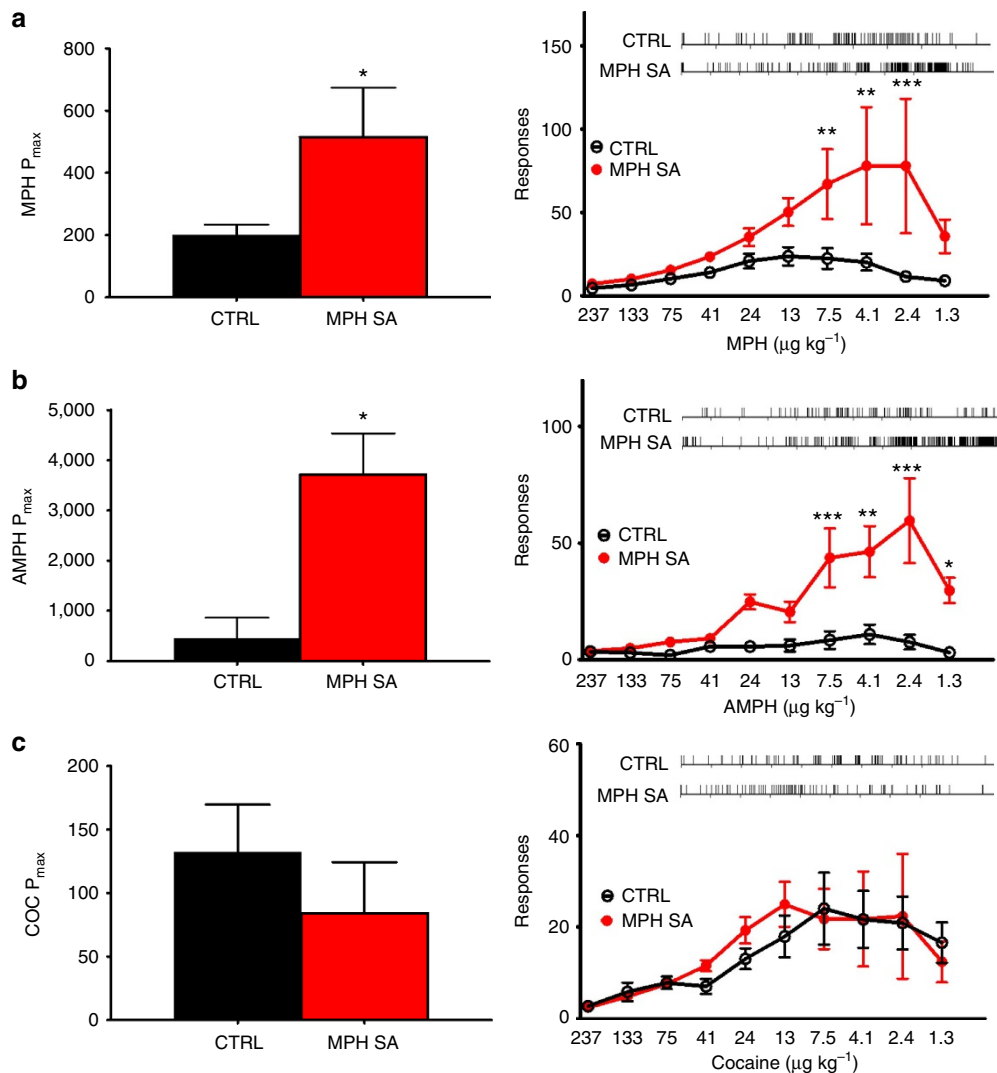 a
800
600
400
200
0
MPH Pmax
*
CTRL
MPH SA
150
100
50
0
Responses
CTRL
MPH SA
** ** ***
CTRL
MPH SA
237 133 75 41 24 13 7.5 4.1 2.4 1.3
MPH (µg kg⁻¹)
b
5,000
4,000
3,000
2,000
1,000
0
AMPH Pmax
*
CTRL
MPH SA
100
50
0
Responses
CTRL
MPH SA
*** ** *** *
CTRL
MPH SA
237 133 75 41 24 13 7.5 4.1 2.4 1.3
AMPH (µg kg⁻¹)
c
200
150
100
50
0
COC Pmax
CTRL
MPH SA
60
40
20
0
Responses
CTRL
MPH SA
CTRL
MPH SA
237 133 75 41 24 13 7.5 4.1 2.4 1.3
Cocaine (µg kg⁻¹)